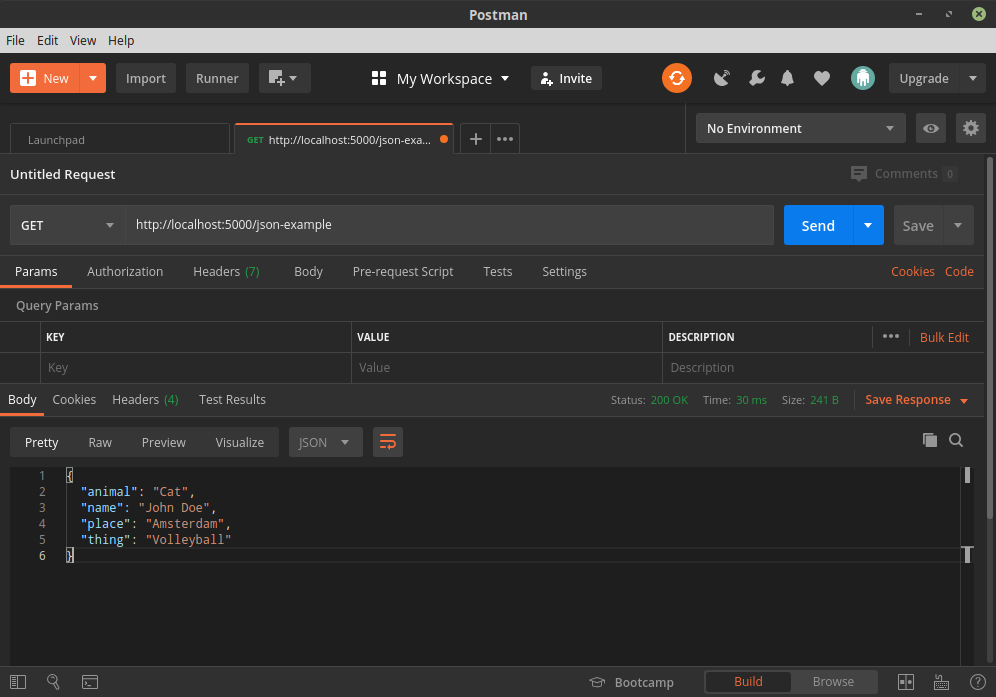 Postman
File Edit View Help
New Import Runner My Workspace Invite Upgrade
Launchpad GET http://localhost:5000/json-exa... No Environment
Untitled Request Comments 0
GET http://localhost:5000/json-example Send Save
Params Authorization Headers (7) Body Pre-request Script Tests Settings Cookies Code
Query Params
KEY VALUE DESCRIPTION Bulk Edit
Key Value Description
Body Cookies Headers (4) Test Results Status: 200 OK Time: 30 ms Size: 241 B Save Response
Pretty Raw Preview Visualize JSON
1 {
2 "animal": "Cat",
3 "name": "John Doe",
4 "place": "Amsterdam",
5 "thing": "Volleyball"
6 }
Bootcamp Build Browse